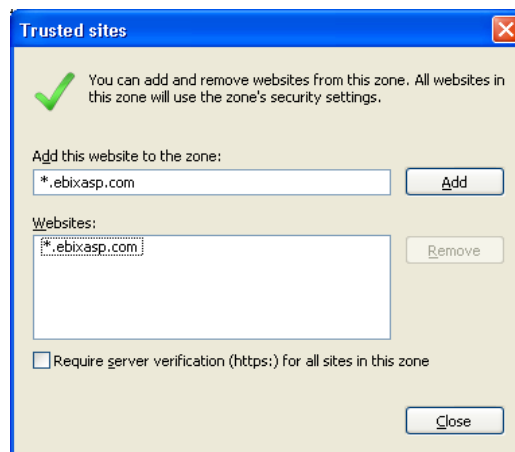 Trusted sites
You can add and remove websites from this zone. All websites in
this zone will use the zone's security settings.
Add this website to the zone:
*.ebixasp.com
Add
Websites:
*.ebixasp.com
Remove
Require server verification (https:) for all sites in this zone
Close